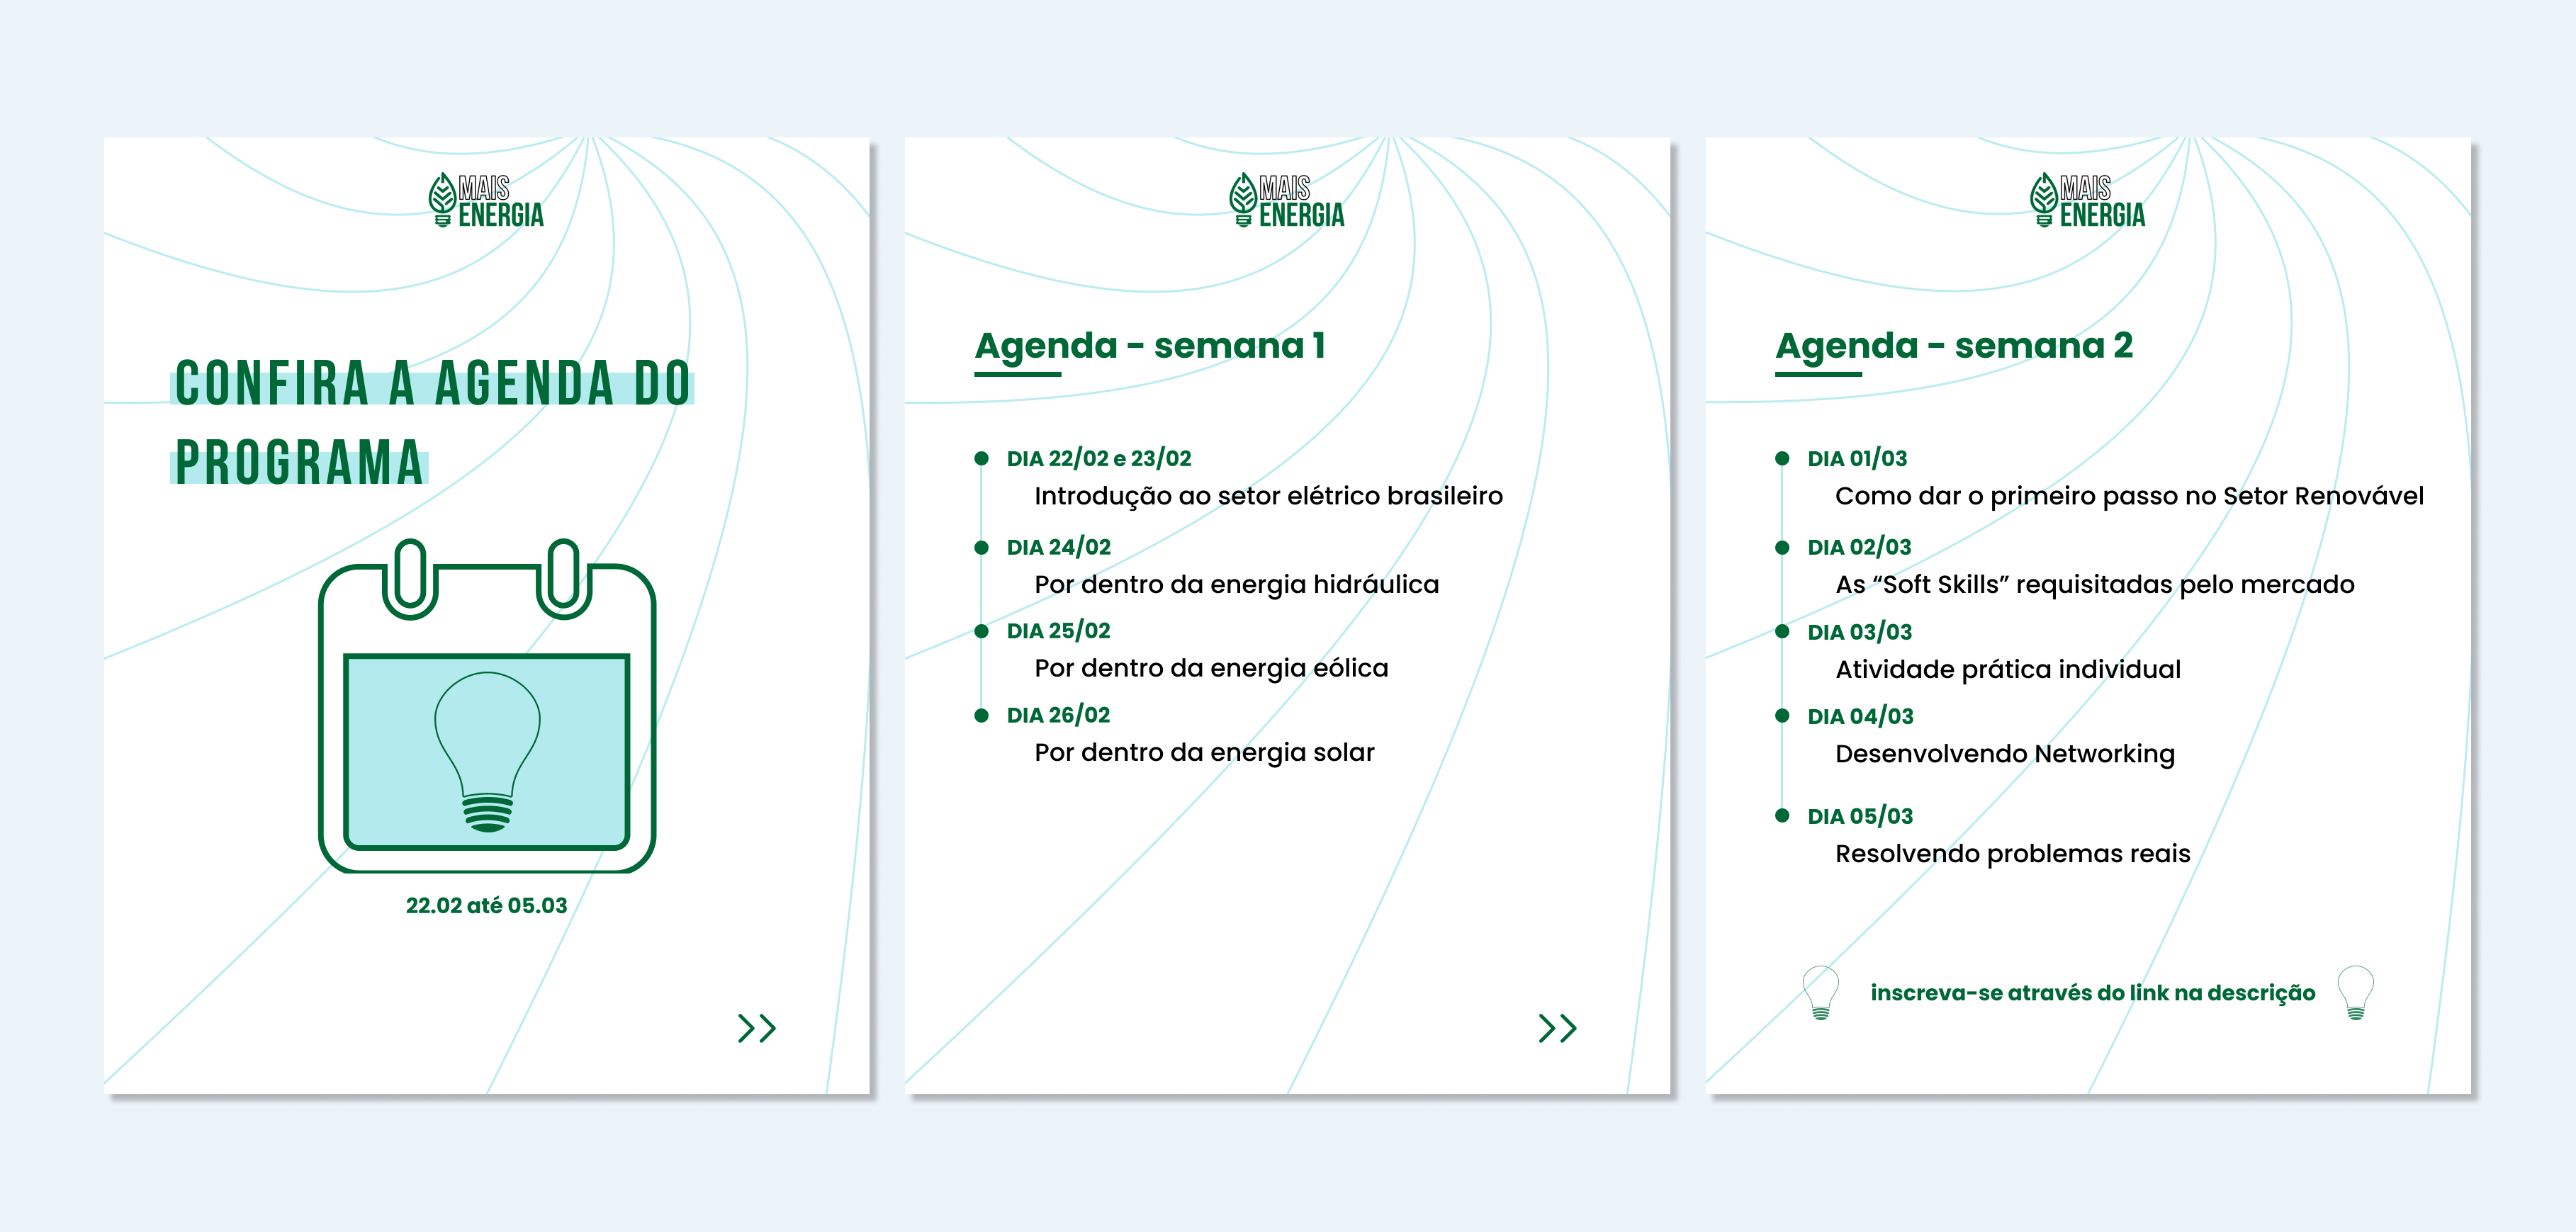 MAIS
ENERGIA
CONFIRA A AGENDA DO
PROGRAMA
22.02 até 05.03
MAIS
ENERGIA
Agenda - semana 1
DIA 22/02 e 23/02
Introdução ao setor elétrico brasileiro
DIA 24/02
Por dentro da energia hidráulica
DIA 25/02
Por dentro da energia eólica
DIA 26/02
Por dentro da energia solar
MAIS
ENERGIA
Agenda - semana 2
DIA 01/03
Como dar o primeiro passo no Setor Renovável
DIA 02/03
As “Soft Skills” requisitadas pelo mercado
DIA 03/03
Atividade prática individual
DIA 04/03
Desenvolvendo Networking
DIA 05/03
Resolvendo problemas reais
inscreva-se através do link na descrição